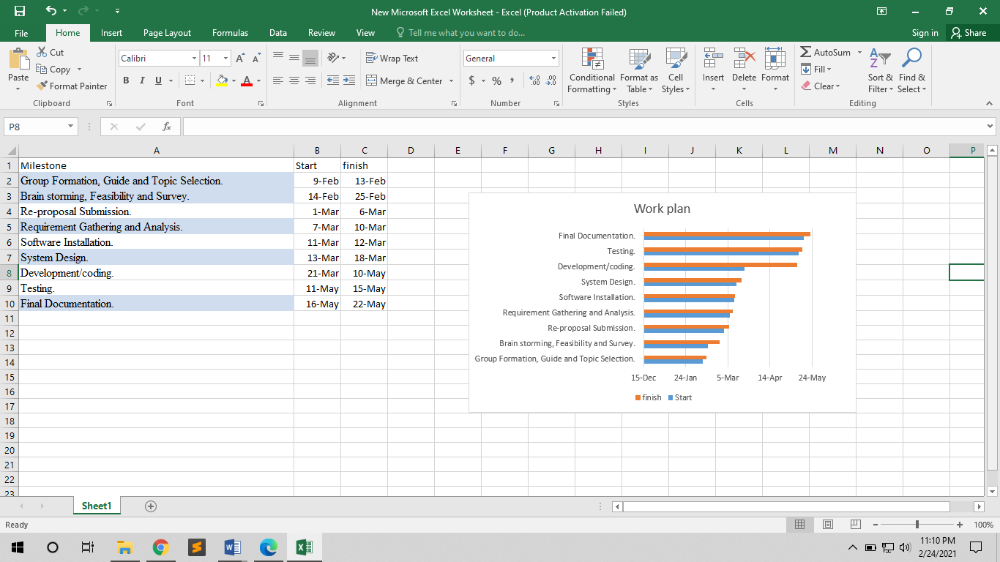 New Microsoft Excel Worksheet - Excel (Product Activation Failed)
File Home Insert Page Layout Formulas Data Review View Tell me what you want to do... Sign in Share
Paste
Cut
Copy
Format Painter
Clipboard
Calibri 11
B I U
Font
Wrap Text
Merge & Center
Alignment
General
$ % ,
Number
Conditional Formatting
Format as Table
Cell Styles
Styles
Insert Delete Format
Cells
AutoSum
Fill
Clear
Sort & Filter
Find & Select
Editing
P8 fx
A B C D E F G H I J K L M N O P
1 Milestone Start finish
2 Group Formation, Guide and Topic Selection. 9-Feb 13-Feb
3 Brain storming, Feasibility and Survey. 14-Feb 25-Feb
4 Re-proposal Submission. 1-Mar 6-Mar
5 Requirement Gathering and Analysis. 7-Mar 10-Mar
6 Software Installation. 11-Mar 12-Mar
7 System Design. 13-Mar 18-Mar
8 Development/coding. 21-Mar 10-May
9 Testing. 11-May 15-May
10 Final Documentation. 16-May 22-May
11
12
13
14
15
16
17
18
19
20
21
22
23
Work plan
Final Documentation.
Testing.
Development/coding.
System Design.
Software Installation.
Requirement Gathering and Analysis.
Re-proposal Submission.
Brain storming, Feasibility and Survey.
Group Formation, Guide and Topic Selection.
15-Dec 24-Jan 5-Mar 14-Apr 24-May
finish Start
Sheet1
Ready 100%
11:10 PM
2/24/2021